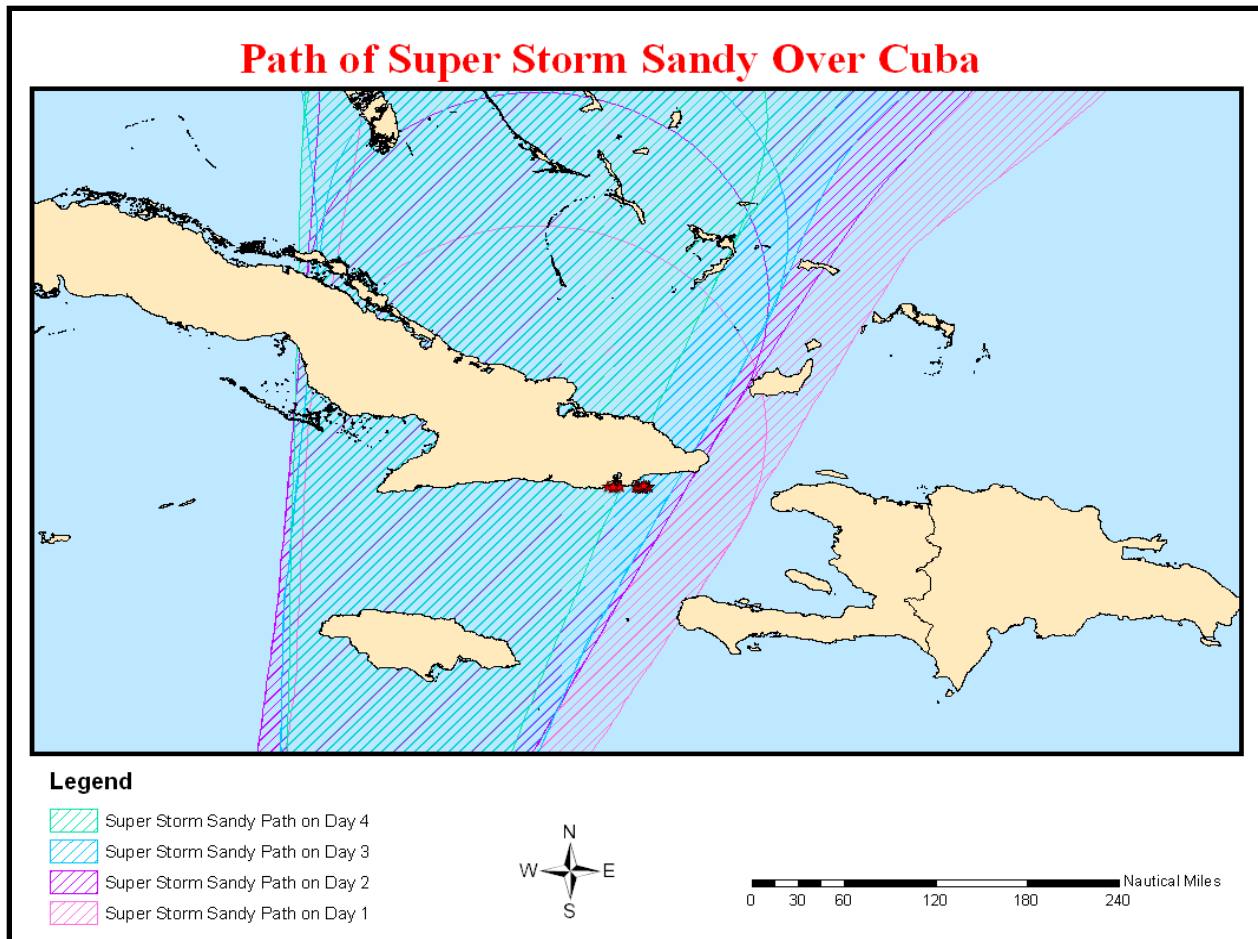 Path of Super Storm Sandy Over Cuba
Legend
Super Storm Sandy Path on Day 4
Super Storm Sandy Path on Day 3
Super Storm Sandy Path on Day 2
Super Storm Sandy Path on Day 1
N
W E
S
Nautical Miles
0 30 60 120 180 240